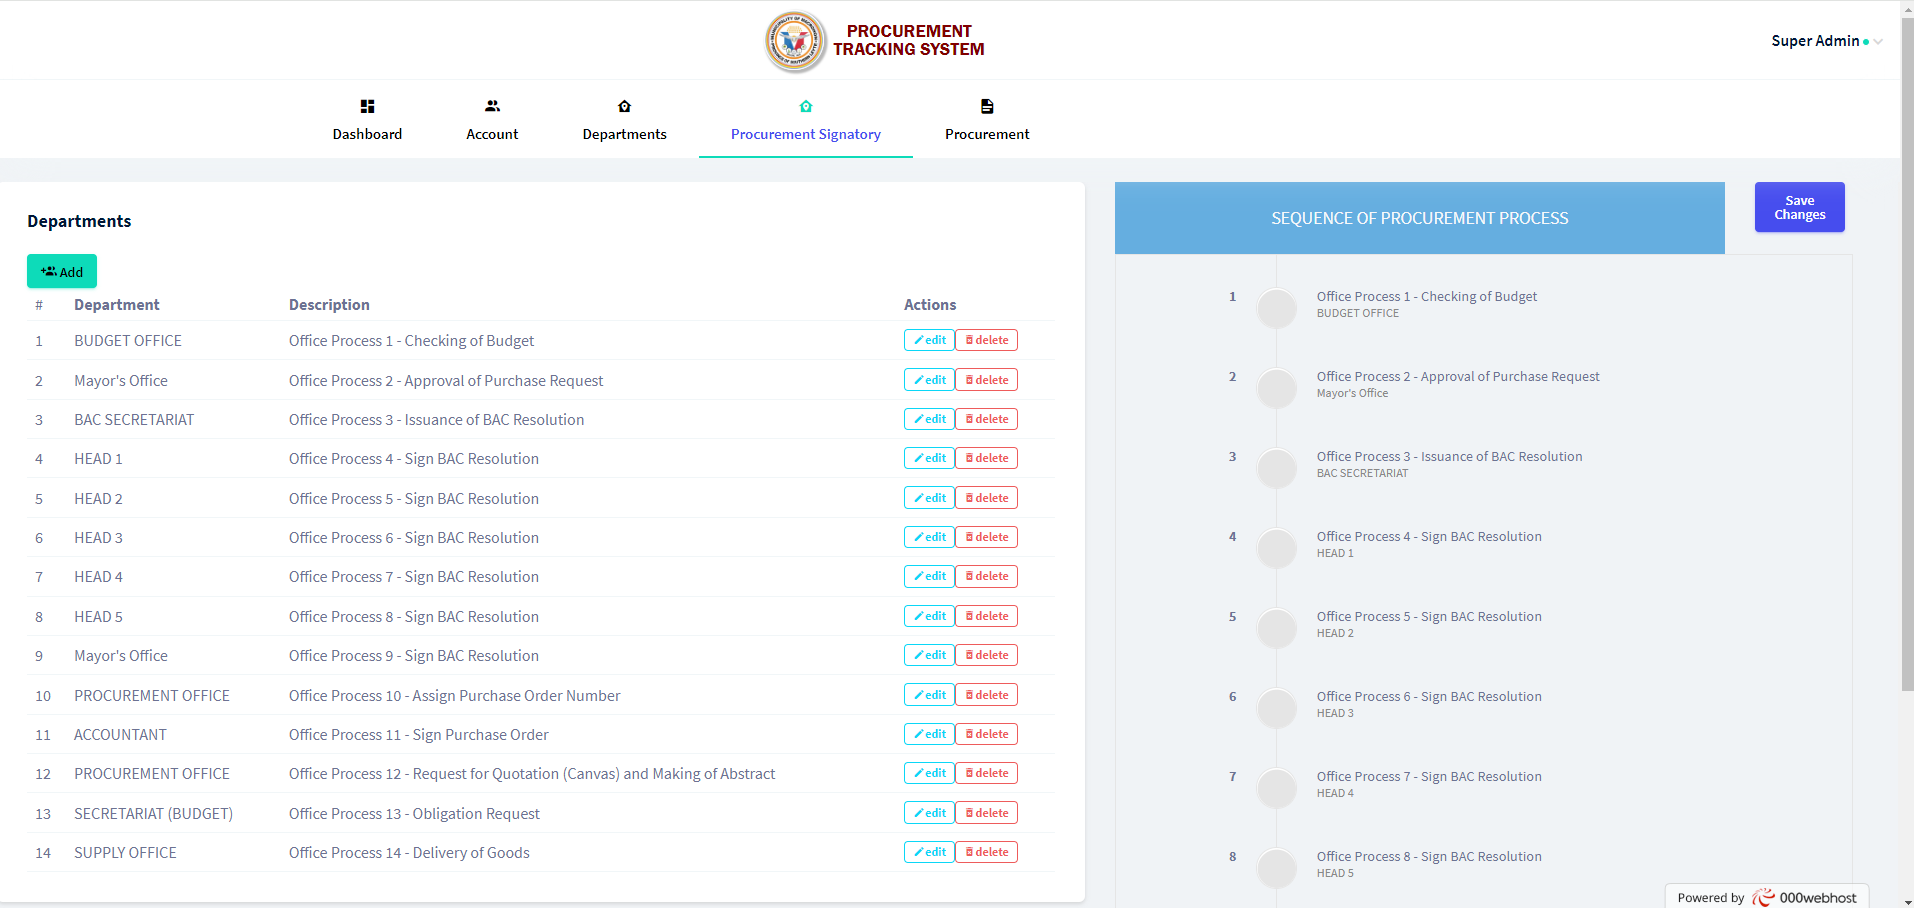 PROCUREMENT
TRACKING SYSTEM
Super Admin
Dashboard
Account
Departments
Procurement Signatory
Procurement
Departments
Add
# Department Description Actions
1 BUDGET OFFICE Office Process 1 - Checking of Budget edit delete
2 Mayor's Office Office Process 2 - Approval of Purchase Request edit delete
3 BAC SECRETARIAT Office Process 3 - Issuance of BAC Resolution edit delete
4 HEAD 1 Office Process 4 - Sign BAC Resolution edit delete
5 HEAD 2 Office Process 5 - Sign BAC Resolution edit delete
6 HEAD 3 Office Process 6 - Sign BAC Resolution edit delete
7 HEAD 4 Office Process 7 - Sign BAC Resolution edit delete
8 HEAD 5 Office Process 8 - Sign BAC Resolution edit delete
9 Mayor's Office Office Process 9 - Sign BAC Resolution edit delete
10 PROCUREMENT OFFICE Office Process 10 - Assign Purchase Order Number edit delete
11 ACCOUNTANT Office Process 11 - Sign Purchase Order edit delete
12 PROCUREMENT OFFICE Office Process 12 - Request for Quotation (Canvas) and Making of Abstract edit delete
13 SECRETARIAT (BUDGET) Office Process 13 - Obligation Request edit delete
14 SUPPLY OFFICE Office Process 14 - Delivery of Goods edit delete
SEQUENCE OF PROCUREMENT PROCESS
Save
Changes
1 Office Process 1 - Checking of Budget
BUDGET OFFICE
2 Office Process 2 - Approval of Purchase Request
Mayor's Office
3 Office Process 3 - Issuance of BAC Resolution
BAC SECRETARIAT
4 Office Process 4 - Sign BAC Resolution
HEAD 1
5 Office Process 5 - Sign BAC Resolution
HEAD 2
6 Office Process 6 - Sign BAC Resolution
HEAD 3
7 Office Process 7 - Sign BAC Resolution
HEAD 4
8 Office Process 8 - Sign BAC Resolution
HEAD 5
Powered by 000webhost